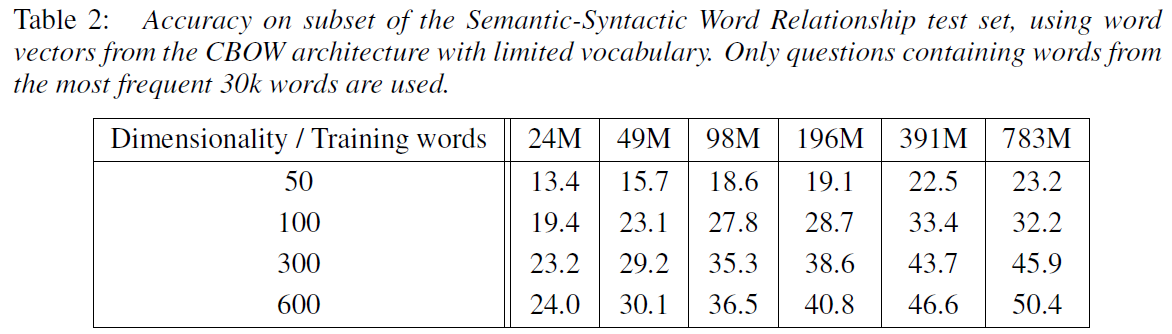 Table 2: Accuracy on subset of the Semantic-Syntactic Word Relationship test set, using word
vectors from the CBOW architecture with limited vocabulary. Only questions containing words from
the most frequent 30k words are used.
Dimensionality / Training words 24M 49M 98M 196M 391M 783M
50 13.4 15.7 18.6 19.1 22.5 23.2
100 19.4 23.1 27.8 28.7 33.4 32.2
300 23.2 29.2 35.3 38.6 43.7 45.9
600 24.0 30.1 36.5 40.8 46.6 50.4